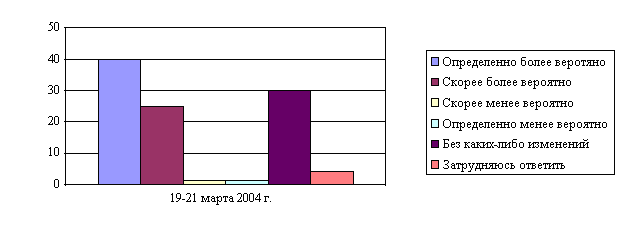 50
40
30
20
10
0
19-21 марта 2004 г.
Определенно более веротяно
Скорее более вероятно
Скорее менее вероятно
Определенно менее вероятно
Без каких-либо изменений
Затрудняюсь ответить